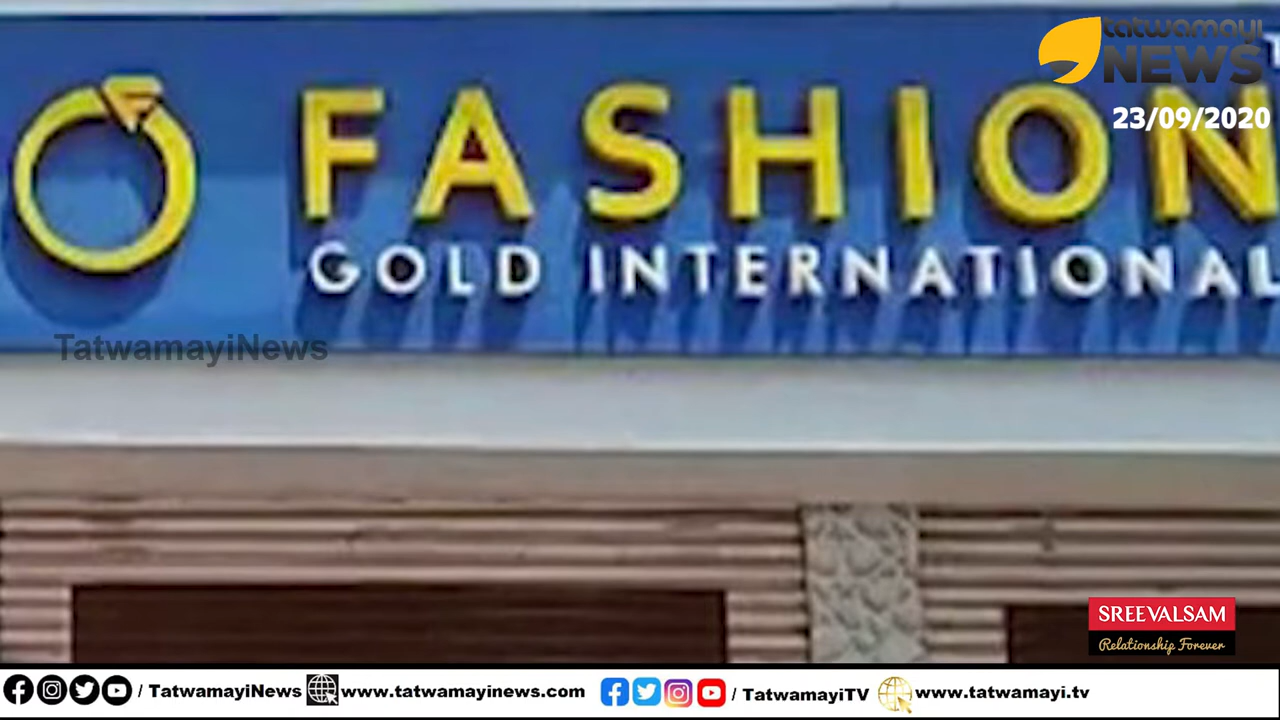 tatwamayi
NEWS
23/09/2020
FASHION
GOLD INTERNATIONAL
TatwamayiNews
SREEVALSAM
Relationship Forever
/ TatwamayiNews www.tatwamayinews.com / TatwamayiTV www.tatwamayi.tv